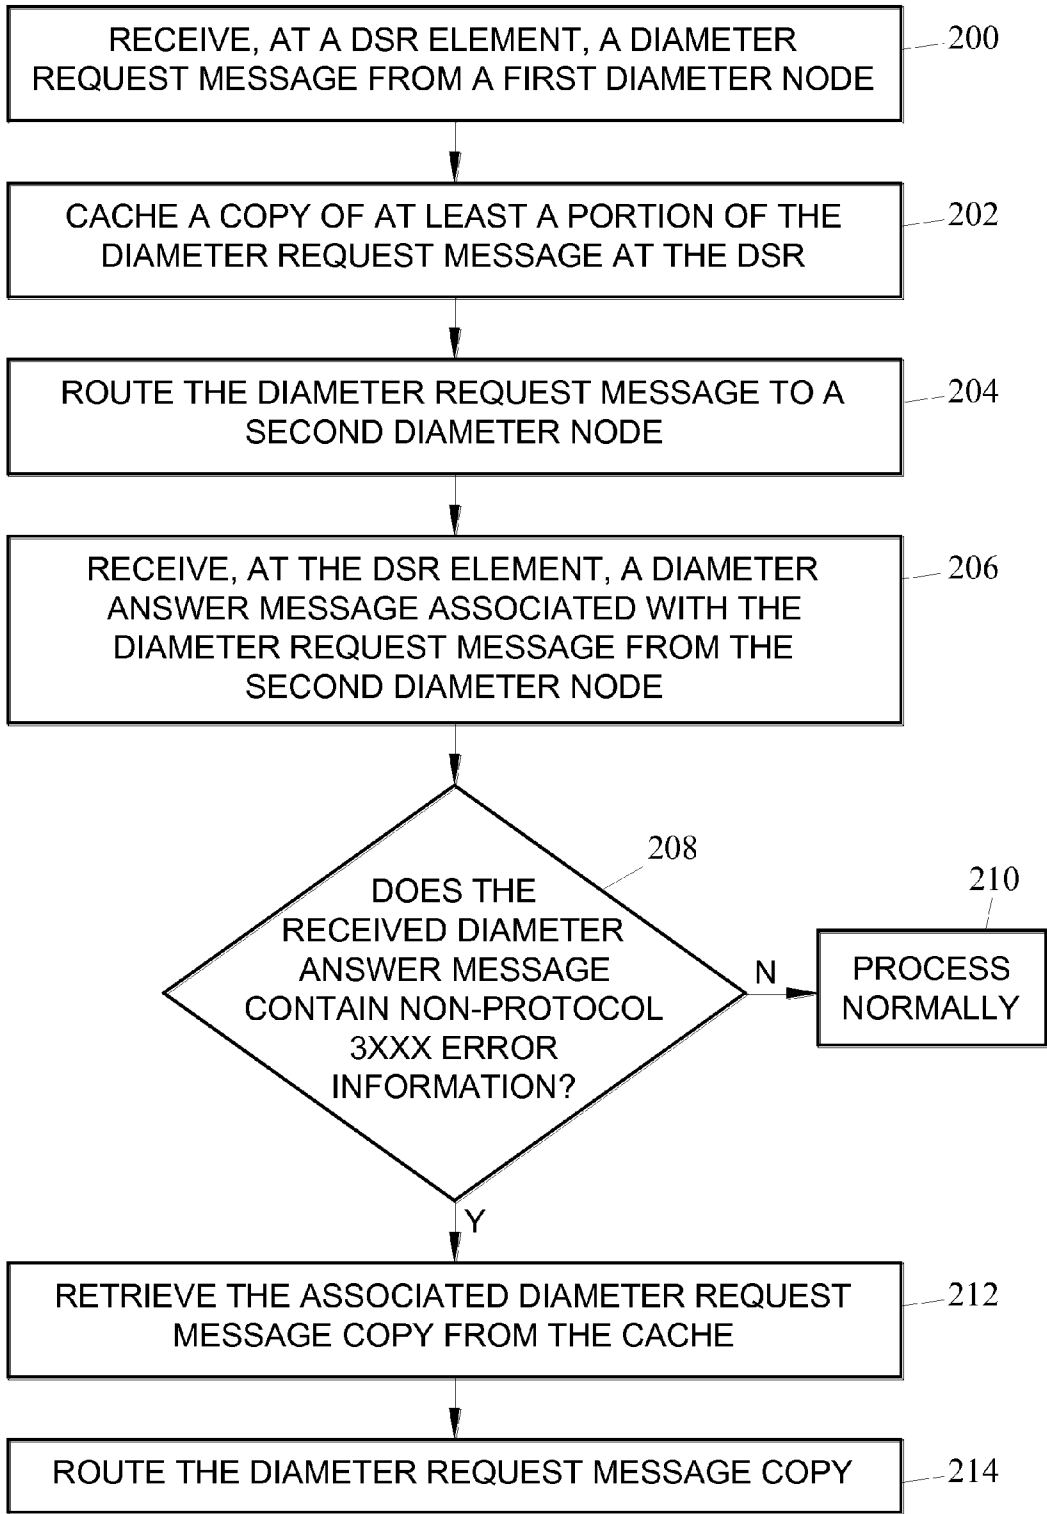 RECEIVE, AT A DSR ELEMENT, A DIAMETER
REQUEST MESSAGE FROM A FIRST DIAMETER NODE
200
CACHE A COPY OF AT LEAST A PORTION OF THE
DIAMETER REQUEST MESSAGE AT THE DSR
202
ROUTE THE DIAMETER REQUEST MESSAGE TO A
SECOND DIAMETER NODE
204
RECEIVE, AT THE DSR ELEMENT, A DIAMETER
ANSWER MESSAGE ASSOCIATED WITH THE
DIAMETER REQUEST MESSAGE FROM THE
SECOND DIAMETER NODE
206
DOES THE
RECEIVED DIAMETER
ANSWER MESSAGE
CONTAIN NON-PROTOCOL
3XXX ERROR
INFORMATION?
208
N
PROCESS
NORMALLY
210
Y
RETRIEVE THE ASSOCIATED DIAMETER REQUEST
MESSAGE COPY FROM THE CACHE
212
ROUTE THE DIAMETER REQUEST MESSAGE COPY
214